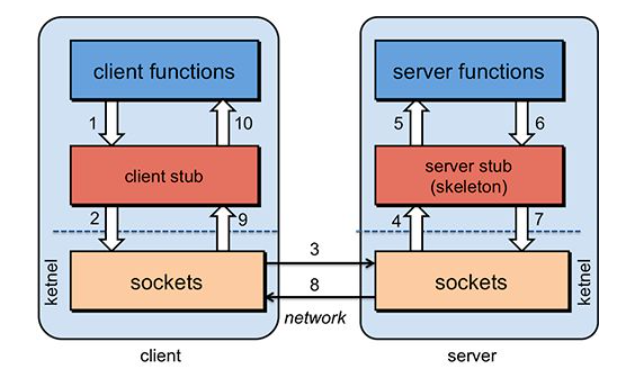 client functions
server functions
1
10
5
6
client stub
server stub
(skeleton)
2
9
4
7
3
ketnel
sockets
sockets
ketnel
8
network
client
server